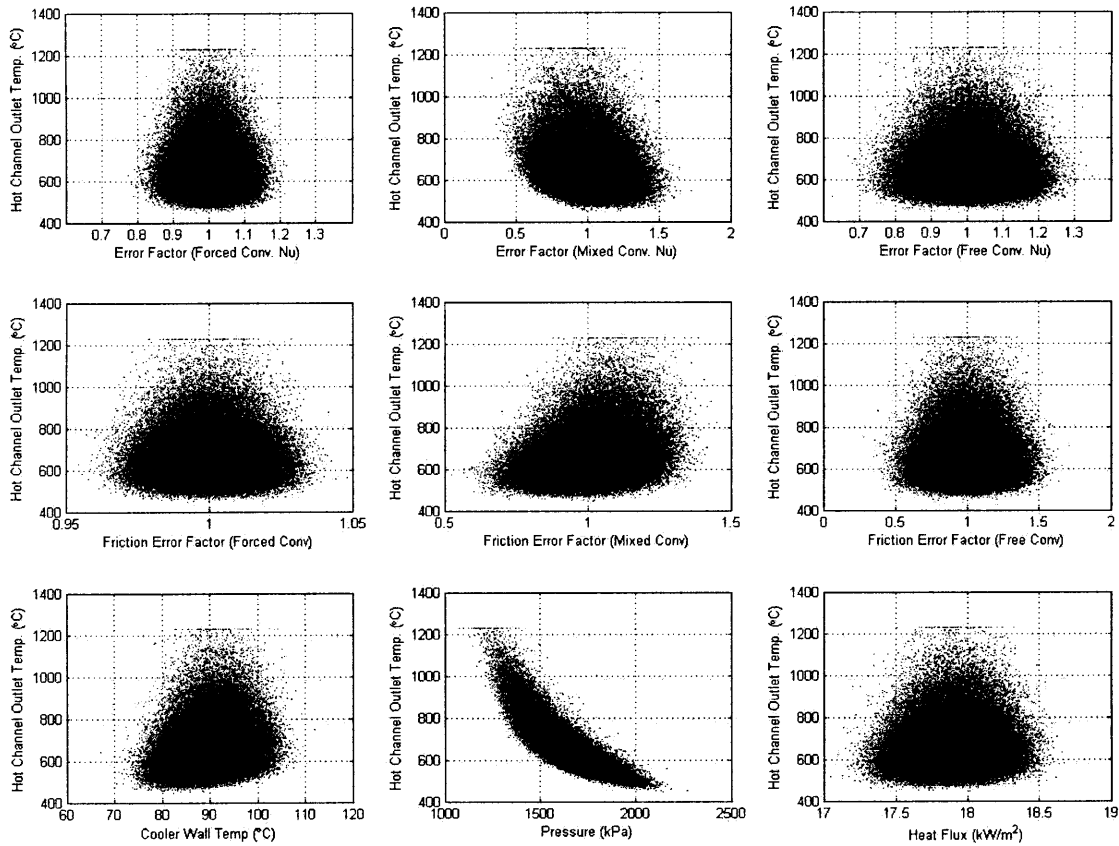 1400
1200
1000
800
600
400
Hot Channel Outlet Temp. (ºC)
0.7 0.8 0.9 1 1.1 1.2 1.3
Error Factor (Forced Conv. Nu)
1400
1200
1000
800
600
400
Hot Channel Outlet Temp. (ºC)
0 0.5 1 1.5 2
Error Factor (Mixed Conv. Nu)
1400
1200
1000
800
600
400
Hot Channel Outlet Temp. (ºC)
0.7 0.8 0.9 1 1.1 1.2 1.3
Error Factor (Free Conv. Nu)
1400
1200
1000
800
600
400
Hot Channel Outlet Temp. (ºC)
0.95 1 1.05
Friction Error Factor (Forced Conv)
1400
1200
1000
800
600
400
Hot Channel Outlet Temp. (ºC)
0.5 1 1.5
Friction Error Factor (Mixed Conv)
1400
1200
1000
800
600
400
Hot Channel Outlet Temp. (ºC)
0 0.5 1 1.5 2
Friction Error Factor (Free Conv)
1400
1200
1000
800
600
400
Hot Channel Outlet Temp. (ºC)
60 70 80 90 100 110 120
Cooler Wall Temp (ºC)
1400
1200
1000
800
600
400
Hot Channel Outlet Temp. (ºC)
1000 1500 2000 2500
Pressure (kPa)
1400
1200
1000
800
600
400
Hot Channel Outlet Temp. (ºC)
17 17.5 18 18.5 19
Heat Flux (kW/m²)